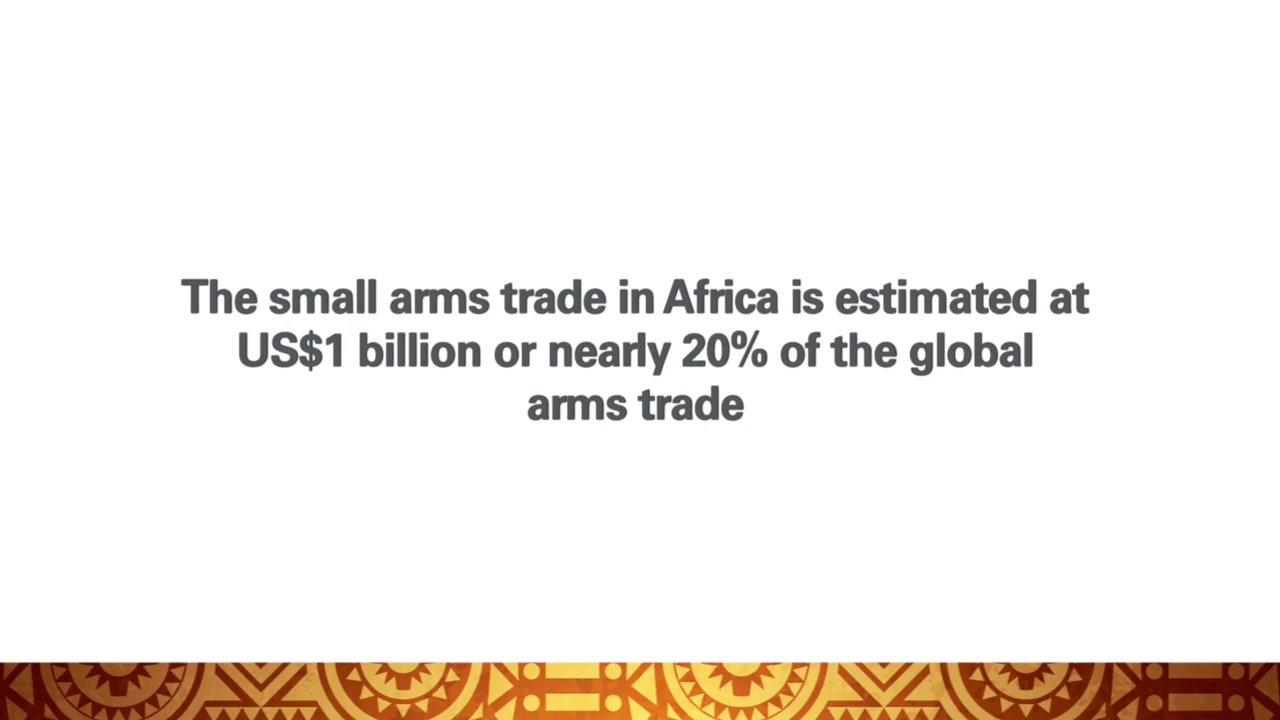 The small arms trade in Africa is estimated at
US$1 billion or nearly 20% of the global
arms trade